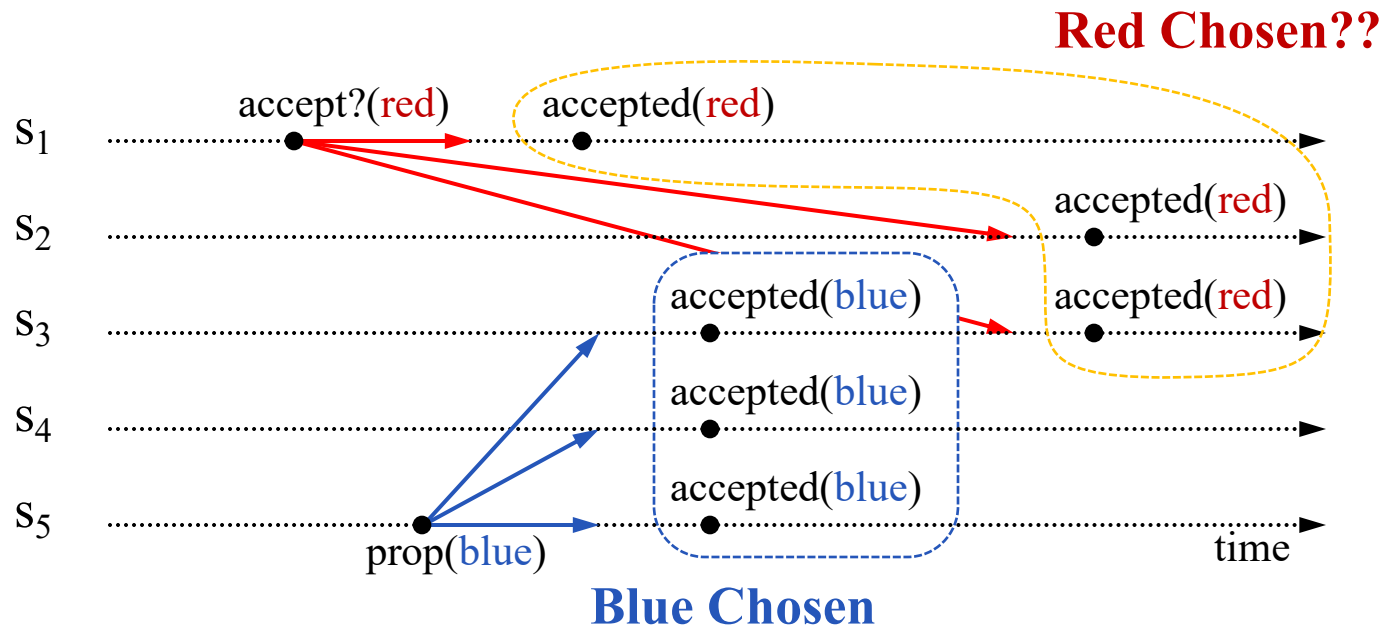 Red Chosen??
accept?(red)
accepted(red)
S1
accepted(red)
S2
accepted(blue)
accepted(red)
S3
accepted(blue)
S4
accepted(blue)
S5
prop(blue)
time
Blue Chosen